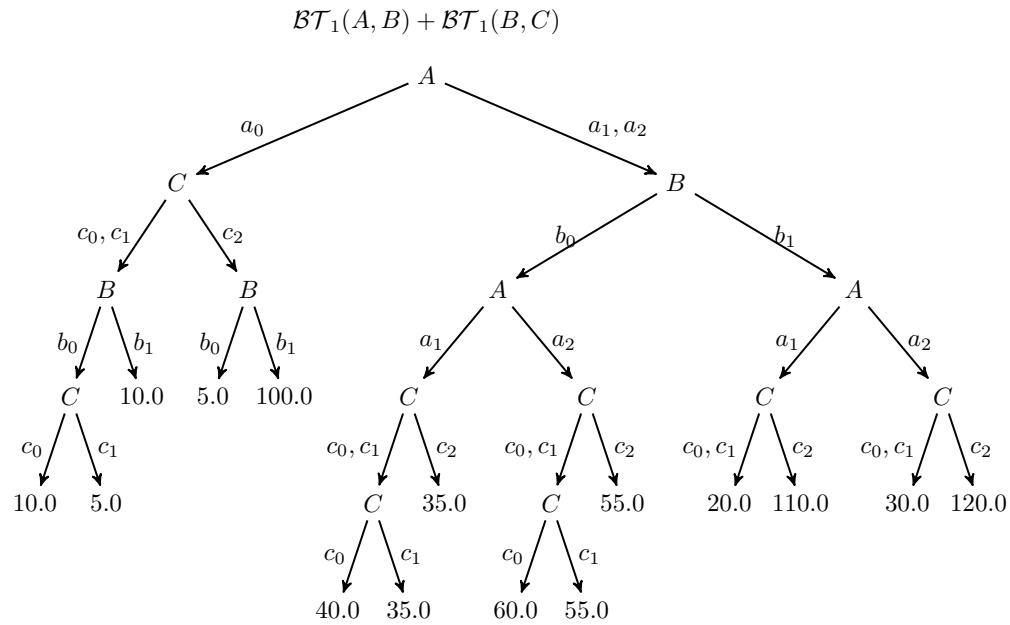 𝓑𝓣₁(A, B) + 𝓑𝓣₁(B, C)
A
a₀ a₁, a₂
C B
c₀, c₁ c₂ b₀ b₁
B B A A
b₀ b₁ b₀ b₁ a₁ a₂ a₁ a₂
C 10.0 5.0 100.0 C C C C
c₀ c₁ c₀, c₁ c₂ c₀, c₁ c₂ c₀, c₁ c₂ c₀, c₁ c₂
10.0 5.0 C 35.0 C 55.0 20.0 110.0 30.0 120.0
c₀ c₁ c₀ c₁
40.0 35.0 60.0 55.0